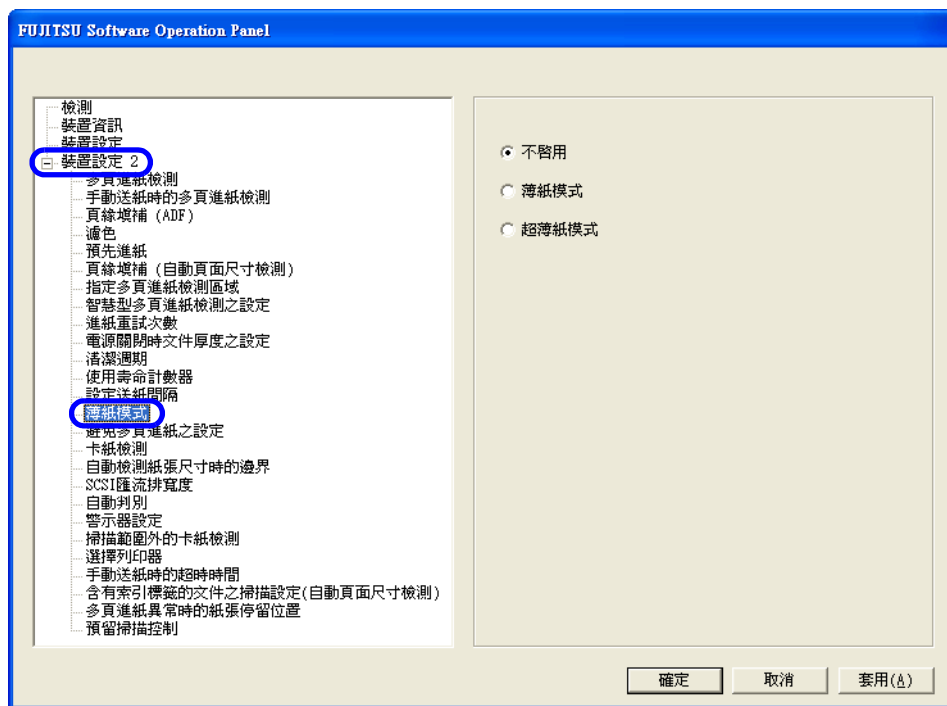 FUJITSU Software Operation Panel
檢測
裝置資訊
裝置設定
裝置設定 2
多頁進紙檢測
手動送紙時的多頁進紙檢測
頁緣填補 (ADF)
濾色
預先進紙
頁緣填補 (自動頁面尺寸檢測)
指定多頁進紙檢測區域
智慧型多頁進紙檢測之設定
進紙重試次數
電源關閉時文件厚度之設定
清潔週期
使用壽命計數器
設定送紙間隔
薄紙模式
避免多頁進紙之設定
卡紙檢測
自動檢測紙張尺寸時的邊界
SCSI匯流排寬度
自動判別
警示器設定
掃描範圍外的卡紙檢測
選擇列印器
手動送紙時的超時時間
含有索引標籤的文件之掃描設定(自動頁面尺寸檢測)
多頁進紙異常時的紙張停留位置
預留掃描控制
不啓用
薄紙模式
超薄紙模式
確定
取消
套用(A)